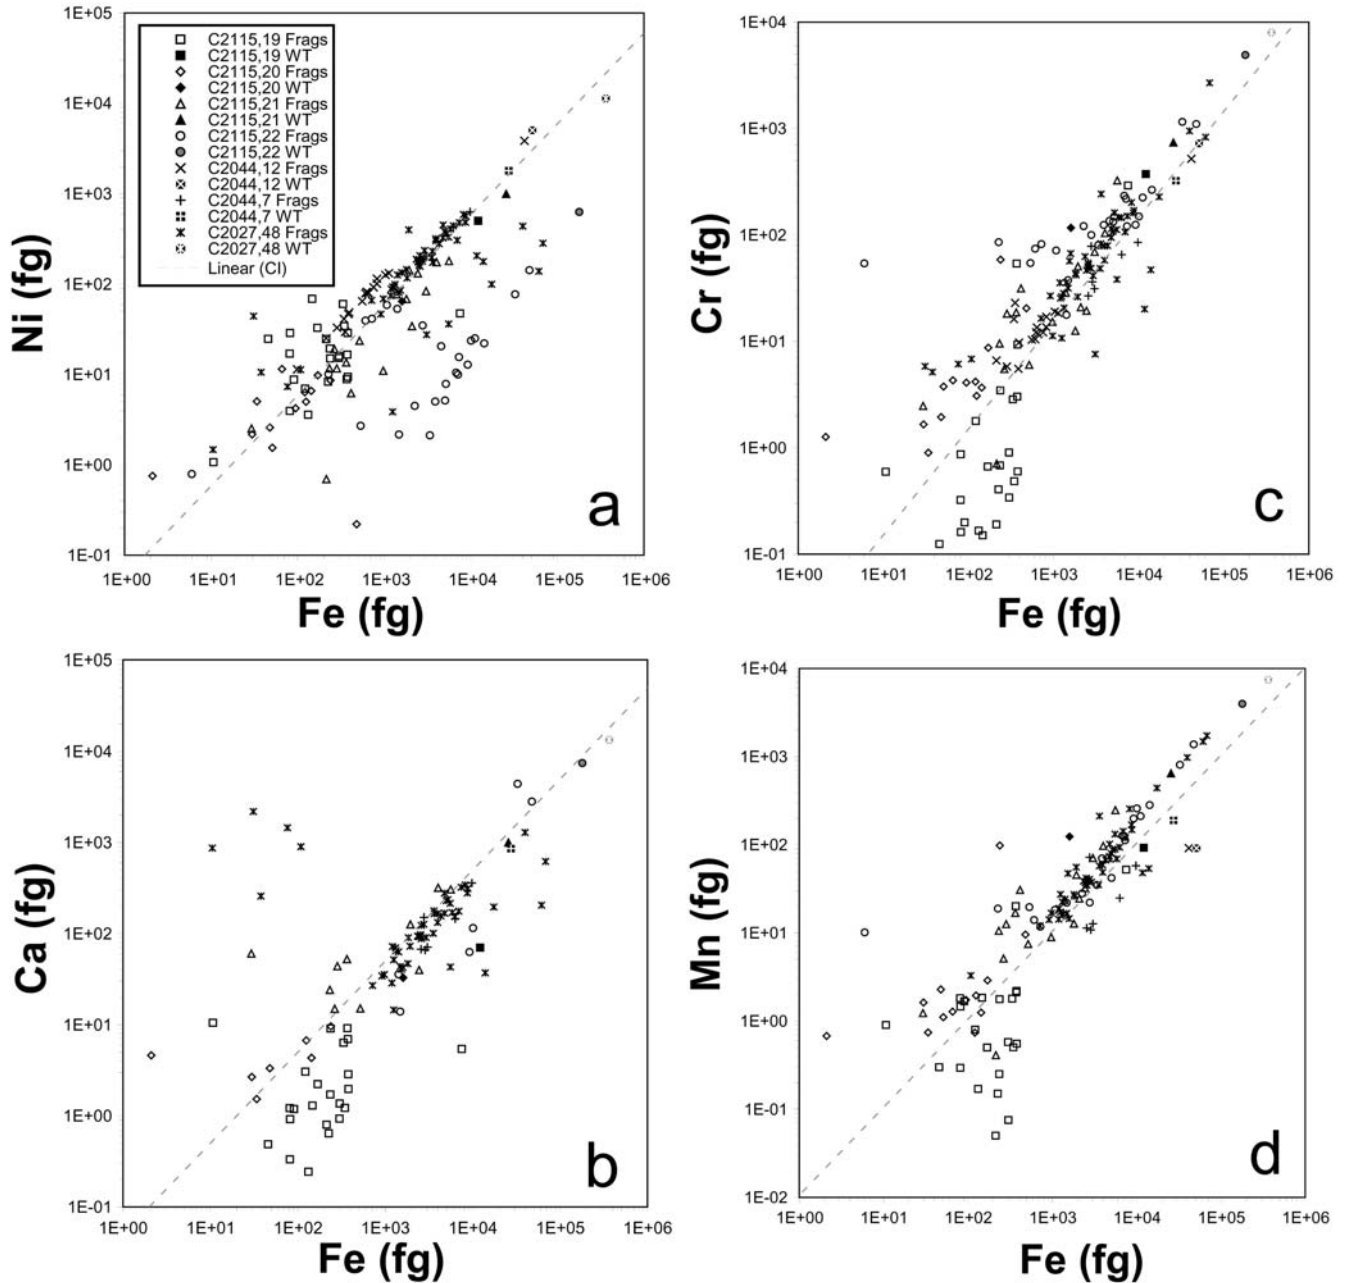 1E+05
1E+04
1E+03
1E+02
1E+01
1E+00
1E-01
Ni (fg)
C2115,19 Frags
C2115,19 WT
C2115,20 Frags
C2115,20 WT
C2115,21 Frags
C2115,21 WT
C2115,22 Frags
C2115,22 WT
C2044,12 Frags
C2044,12 WT
C2044,7 Frags
C2044,7 WT
C2027,48 Frags
C2027,48 WT
Linear (CI)
a
1E+00 1E+01 1E+02 1E+03 1E+04 1E+05 1E+06
Fe (fg)
1E+04
1E+03
1E+02
1E+01
1E+00
1E-01
Cr (fg)
c
1E+00 1E+01 1E+02 1E+03 1E+04 1E+05 1E+06
Fe (fg)
1E+05
1E+04
1E+03
1E+02
1E+01
1E+00
1E-01
Ca (fg)
b
1E+00 1E+01 1E+02 1E+03 1E+04 1E+05 1E+06
Fe (fg)
1E+04
1E+03
1E+02
1E+01
1E+00
1E-01
1E-02
Mn (fg)
d
1E+00 1E+01 1E+02 1E+03 1E+04 1E+05 1E+06
Fe (fg)